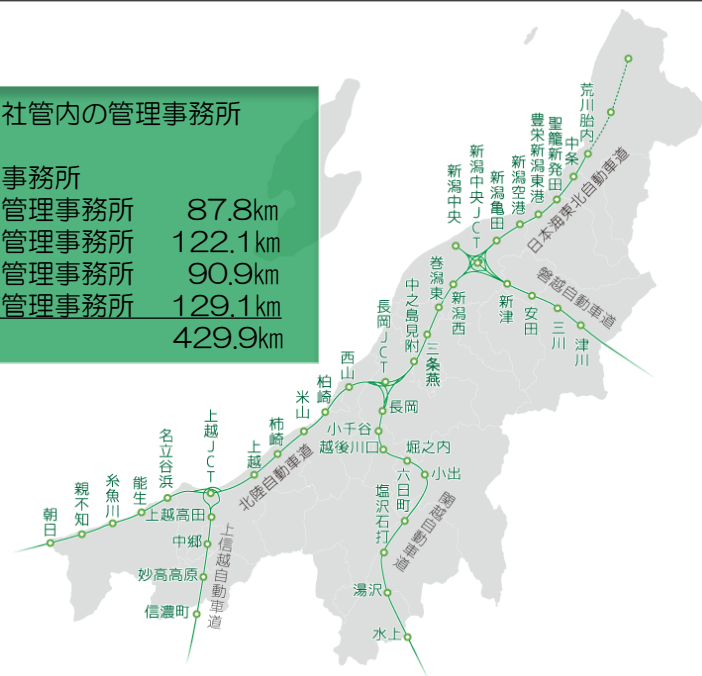 社管内の管理事務所
事務所
管理事務所 87.8km
管理事務所 122.1km
管理事務所 90.9km
管理事務所 129.1km
429.9km
荒川胎内
中条
聖籠新発田
豊栄新潟東港
新潟空港
新潟亀田
新潟中央JCT
新潟中央
日本海東北自動車道
磐越自動車道
新津
安田
三川
津川
新潟西
巻潟東
三条燕
中之島見附
長岡JCT
長岡
西山
柏崎
米山
柿崎
上越
北陸自動車道
上越JCT
名立谷浜
能生
糸魚川
親不知
朝日
小千谷
越後川口
堀之内
小出
六日町
塩沢石打
関越自動車道
湯沢
水上
上越高田
中郷
妙高高原
信濃町
上信越自動車道